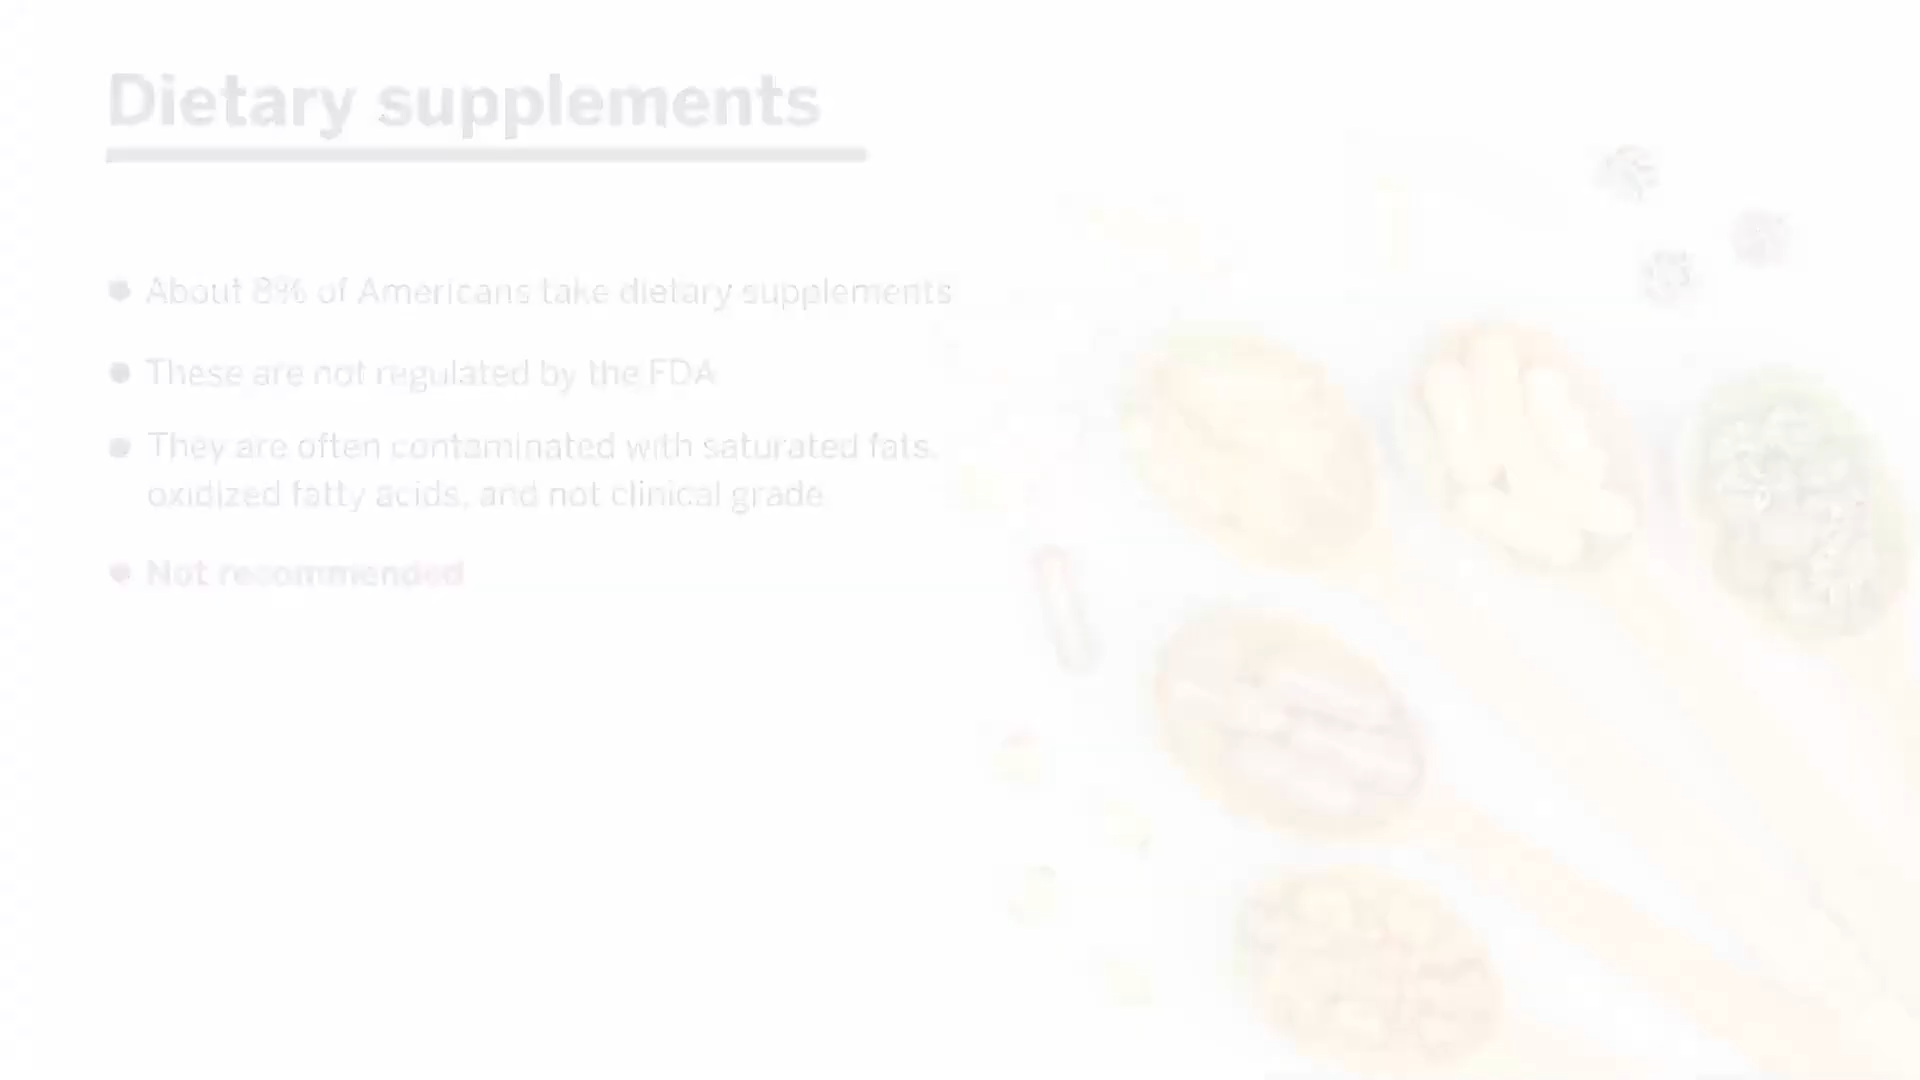 Dietary supplements
About 8% of Americans take dietary supplements
These are not regulated by the FDA
They are often contaminated with saturated fats,
oxidized fatty acids, and not clinical grade
Not recommended